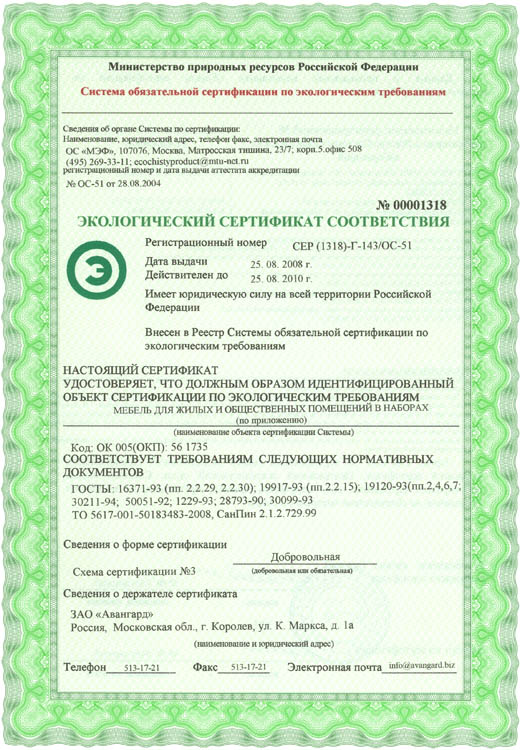 Министерство природных ресурсов Российской Федерации
Система обязательной сертификации по экологическим требованиям
Сведения об органе Системы по сертификации:
Наименование, юридический адрес, телефон факс, электронная почта
ОС «МЭФ», 107076, Москва, Матросская тишина, 23/7; корп.5.офис 508
(495) 269-33-11; ecochistyproduct@mtu-net.ru
регистрационный номер и дата выдачи аттестата аккредитации
№ ОС-51 от 28.08.2004
№ 00001318
ЭКОЛОГИЧЕСКИЙ СЕРТИФИКАТ СООТВЕТСТВИЯ
Э
Регистрационный номер СЕР (1318)-Г-143/ОС-51
Дата выдачи 25. 08. 2008 г.
Действителен до 25. 08. 2010 г.
Имеет юридическую силу на всей территории Российской
Федерации
Внесен в Реестр Системы обязательной сертификации по
экологическим требованиям
НАСТОЯЩИЙ СЕРТИФИКАТ
УДОСТОВЕРЯЕТ, ЧТО ДОЛЖНЫМ ОБРАЗОМ ИДЕНТИФИЦИРОВАННЫЙ
ОБЪЕКТ СЕРТИФИКАЦИИ ПО ЭКОЛОГИЧЕСКИМ ТРЕБОВАНИЯМ
МЕБЕЛЬ ДЛЯ ЖИЛЫХ И ОБЩЕСТВЕННЫХ ПОМЕЩЕНИЙ В НАБОРАХ
(по приложению)
(наименование объекта сертификации Системы)
Код: ОК 005(ОКП): 56 1735
СООТВЕТСТВУЕТ ТРЕБОВАНИЯМ СЛЕДУЮЩИХ НОРМАТИВНЫХ
ДОКУМЕНТОВ
ГОСТЫ: 16371-93 (пп. 2.2.29, 2.2.30); 19917-93 (пп.2.2.15); 19120-93(пп.2,4,6,7;
30211-94; 50051-92; 1229-93; 28793-90; 30099-93
ТО 5617-001-50183483-2008, СанПин 2.1.2.729.99
Сведения о форме сертификации
Добровольная
Схема сертификации №3 (добровольная или обязательная)
Сведения о держателе сертификата
ЗАО «Авангард»
Россия, Московская обл., г. Королев, ул. К. Маркса, д. 1а
(наименование и юридический адрес)
Телефон 513-17-21 Факс 513-17-21 Электронная почта info@avangard.biz